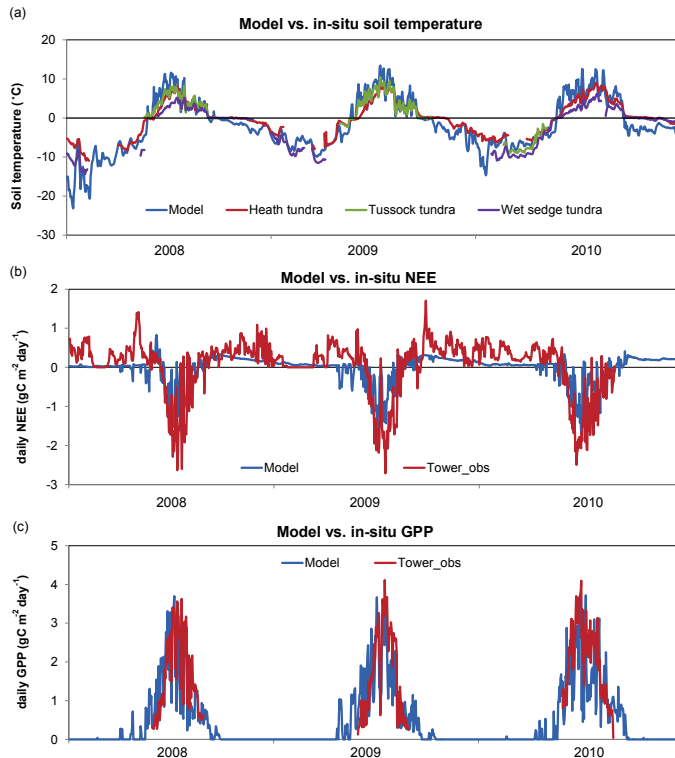 (a)
Model vs. in-situ soil temperature
Soil temperature (°C)
20
10
0
-10
-20
-30
Model Heath tundra Tussock tundra Wet sedge tundra
2008 2009 2010
(b)
Model vs. in-situ NEE
daily NEE (gC m⁻² day⁻¹)
2
1
0
-1
-2
-3
Model Tower_obs
2008 2009 2010
(c)
Model vs. in-situ GPP
daily GPP (gC m⁻² day⁻¹)
Model Tower_obs
5
4
3
2
1
0
2008 2009 2010